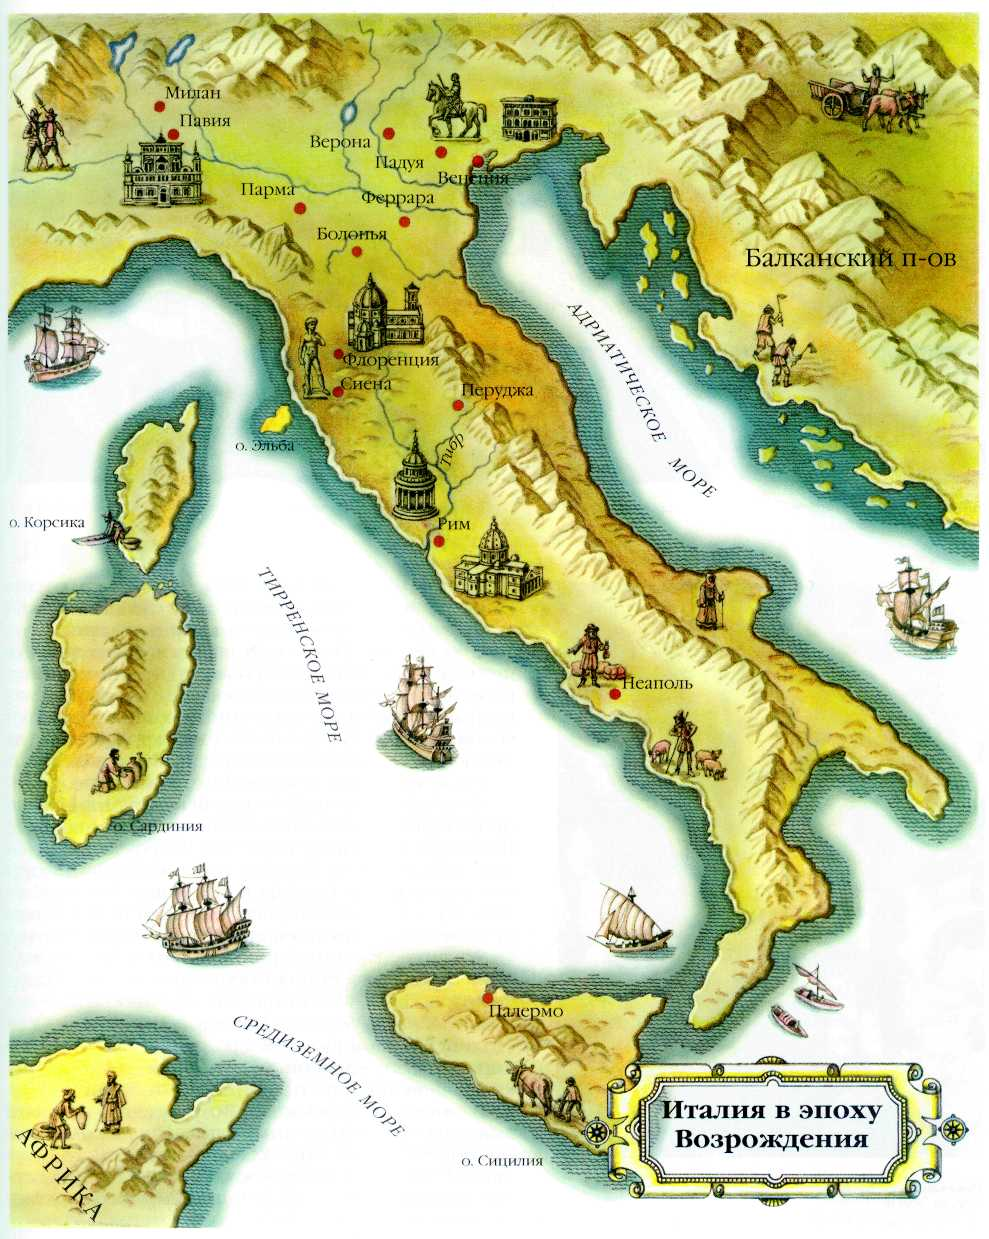 Милан
Павия
Верона
Падуя
Венеция
Парма
Феррара
Болонья
Балканский п-ов
АДРИАТИЧЕСКОЕ МОРЕ
Флоренция
Сиена
Перуджа
о. Эльба
Тибр
о. Корсика
Рим
ТИРРЕНСКОЕ МОРЕ
Неаполь
о. Сардиния
Палермо
СРЕДИЗЕМНОЕ МОРЕ
АФРИКА
о. Сицилия
Италия в эпоху
Возрождения